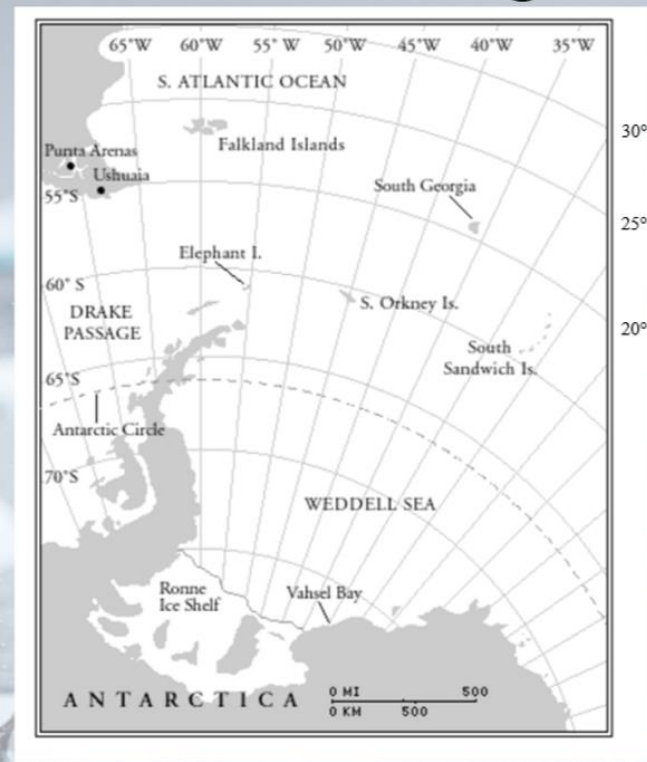 65°W 60°W 55°W 50°W 45°W 40°W 35°W
S. ATLANTIC OCEAN
30°
Falkland Islands
Punta Arenas
Ushuaia
South Georgia
55°S
25°
Elephant I.
60° S
S. Orkney Is.
DRAKE
PASSAGE
20°
South
Sandwich Is.
65°S
Antarctic Circle
70°S
WEDDELL SEA
Ronne
Ice Shelf
Vahsel Bay
ANTARCTICA
0 MI 500
0 KM 500